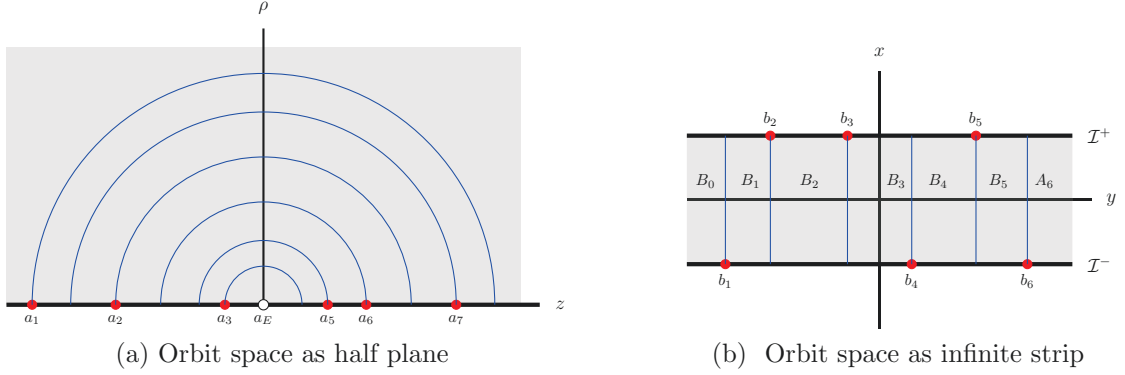 ρ
a₁
a₂
a₃
a_E
a₅
a₆
a₇
z
(a) Orbit space as half plane
x
b₂
b₃
b₅
I⁺
B₀
B₁
B₂
B₃
B₄
B₅
A₆
y
I⁻
b₁
b₄
b₆
(b) Orbit space as infinite strip